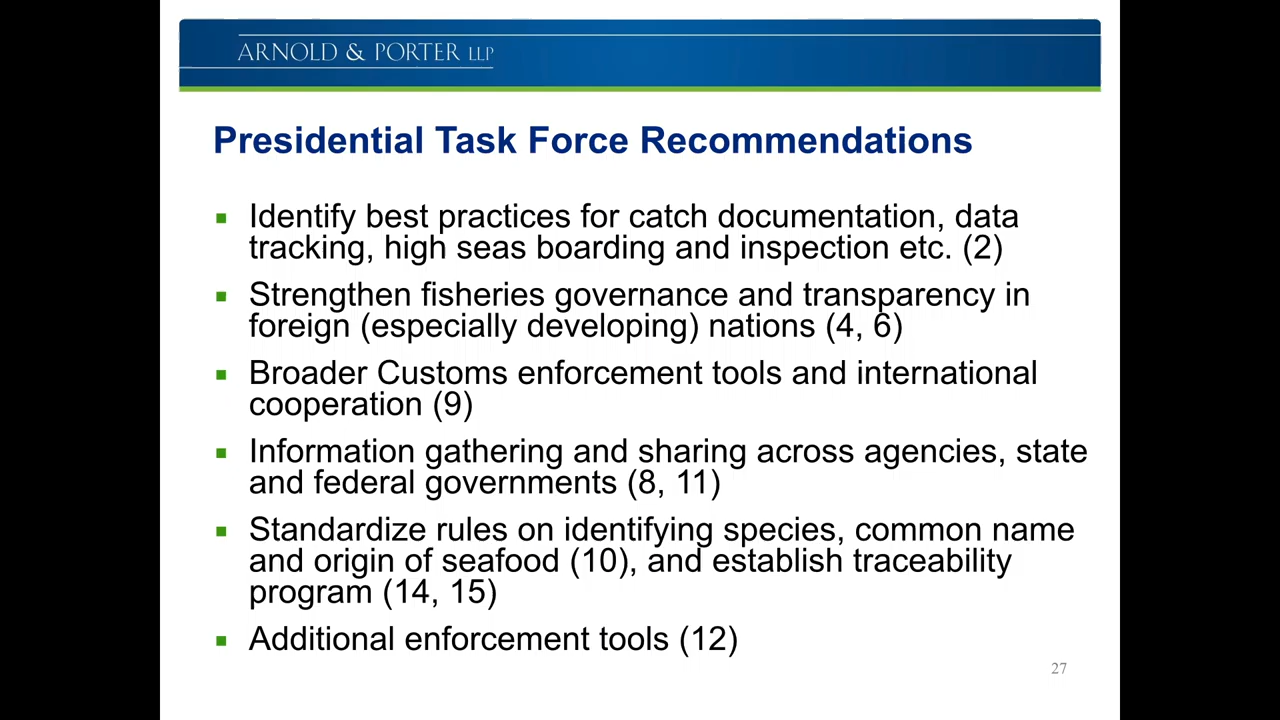 ARNOLD & PORTER LLP
Presidential Task Force Recommendations
▪ Identify best practices for catch documentation, data
tracking, high seas boarding and inspection etc. (2)
▪ Strengthen fisheries governance and transparency in
foreign (especially developing) nations (4, 6)
▪ Broader Customs enforcement tools and international
cooperation (9)
▪ Information gathering and sharing across agencies, state
and federal governments (8, 11)
▪ Standardize rules on identifying species, common name
and origin of seafood (10), and establish traceability
program (14, 15)
▪ Additional enforcement tools (12)
27